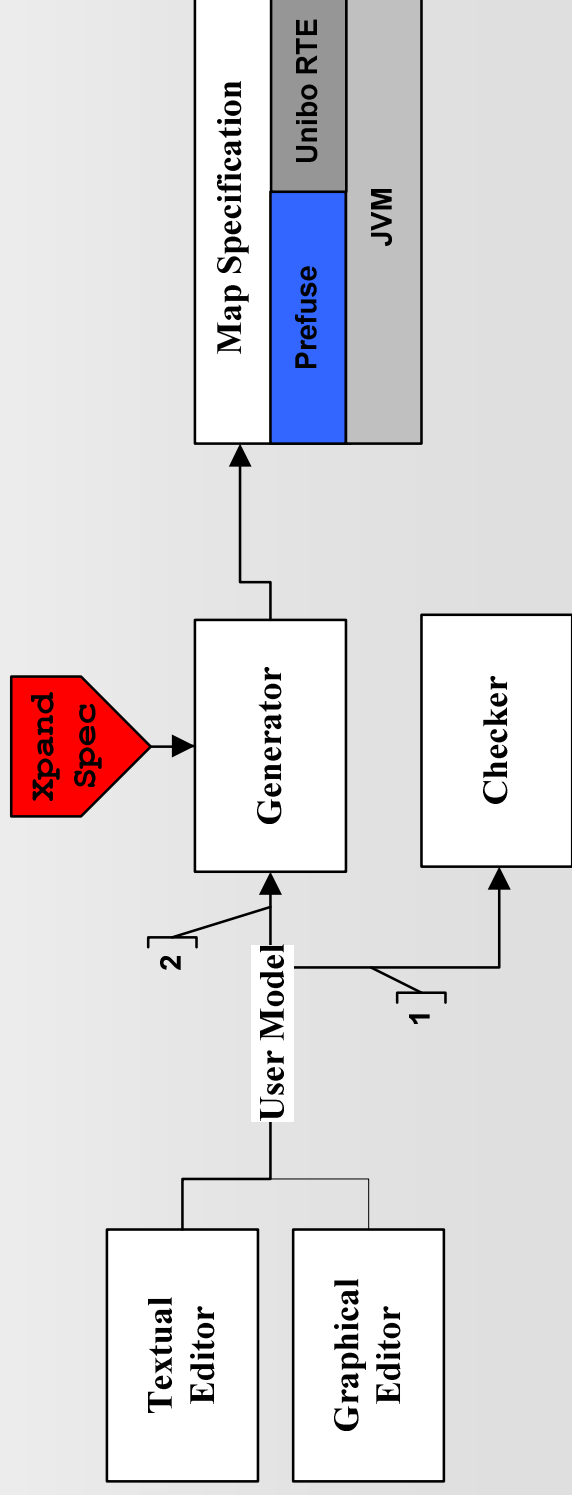 Textual
Editor
Graphical
Editor
User Model
1
2
Xpand
Spec
Generator
Checker
Map Specification
Prefuse
Unibo RTE
JVM